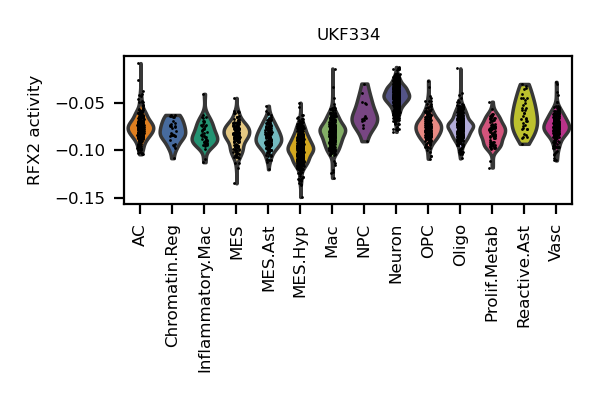 UKF334
RFX2 activity
−0.05
−0.10
−0.15
AC
Chromatin.Reg
Inflammatory.Mac
MES
MES.Ast
MES.Hyp
Mac
NPC
Neuron
OPC
Oligo
Prolif.Metab
Reactive.Ast
Vasc